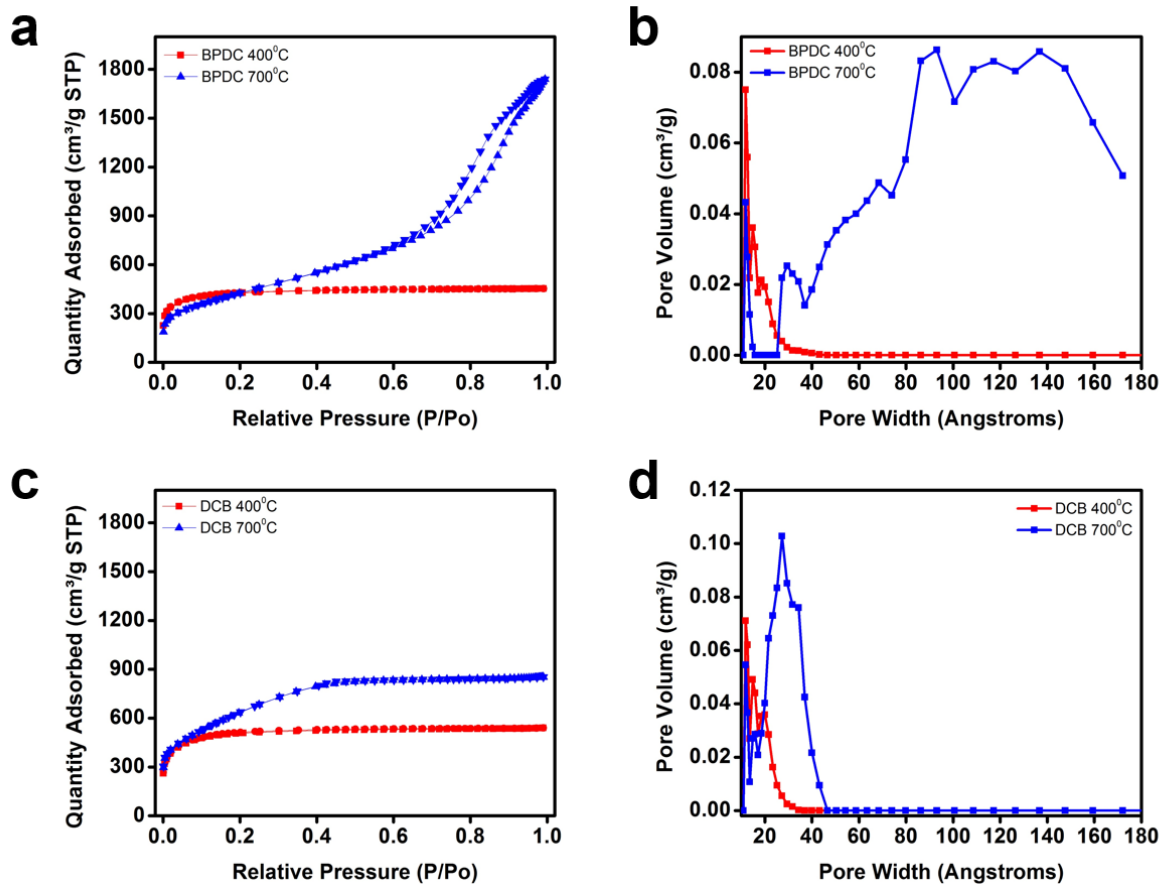 a
BPDC 400⁰C
BPDC 700⁰C
Quantity Adsorbed (cm³/g STP)
1800
1500
1200
900
600
300
0
0.0 0.2 0.4 0.6 0.8 1.0
Relative Pressure (P/Po)
b
BPDC 400⁰C
BPDC 700⁰C
Pore Volume (cm³/g)
0.08
0.06
0.04
0.02
0.00
20 40 60 80 100 120 140 160 180
Pore Width (Angstroms)
c
DCB 400⁰C
DCB 700⁰C
Quantity Adsorbed (cm³/g STP)
1800
1500
1200
900
600
300
0
0.0 0.2 0.4 0.6 0.8 1.0
Relative Pressure (P/Po)
d
DCB 400⁰C
DCB 700⁰C
Pore Volume (cm³/g)
0.12
0.10
0.08
0.06
0.04
0.02
0.00
20 40 60 80 100 120 140 160 180
Pore Width (Angstroms)